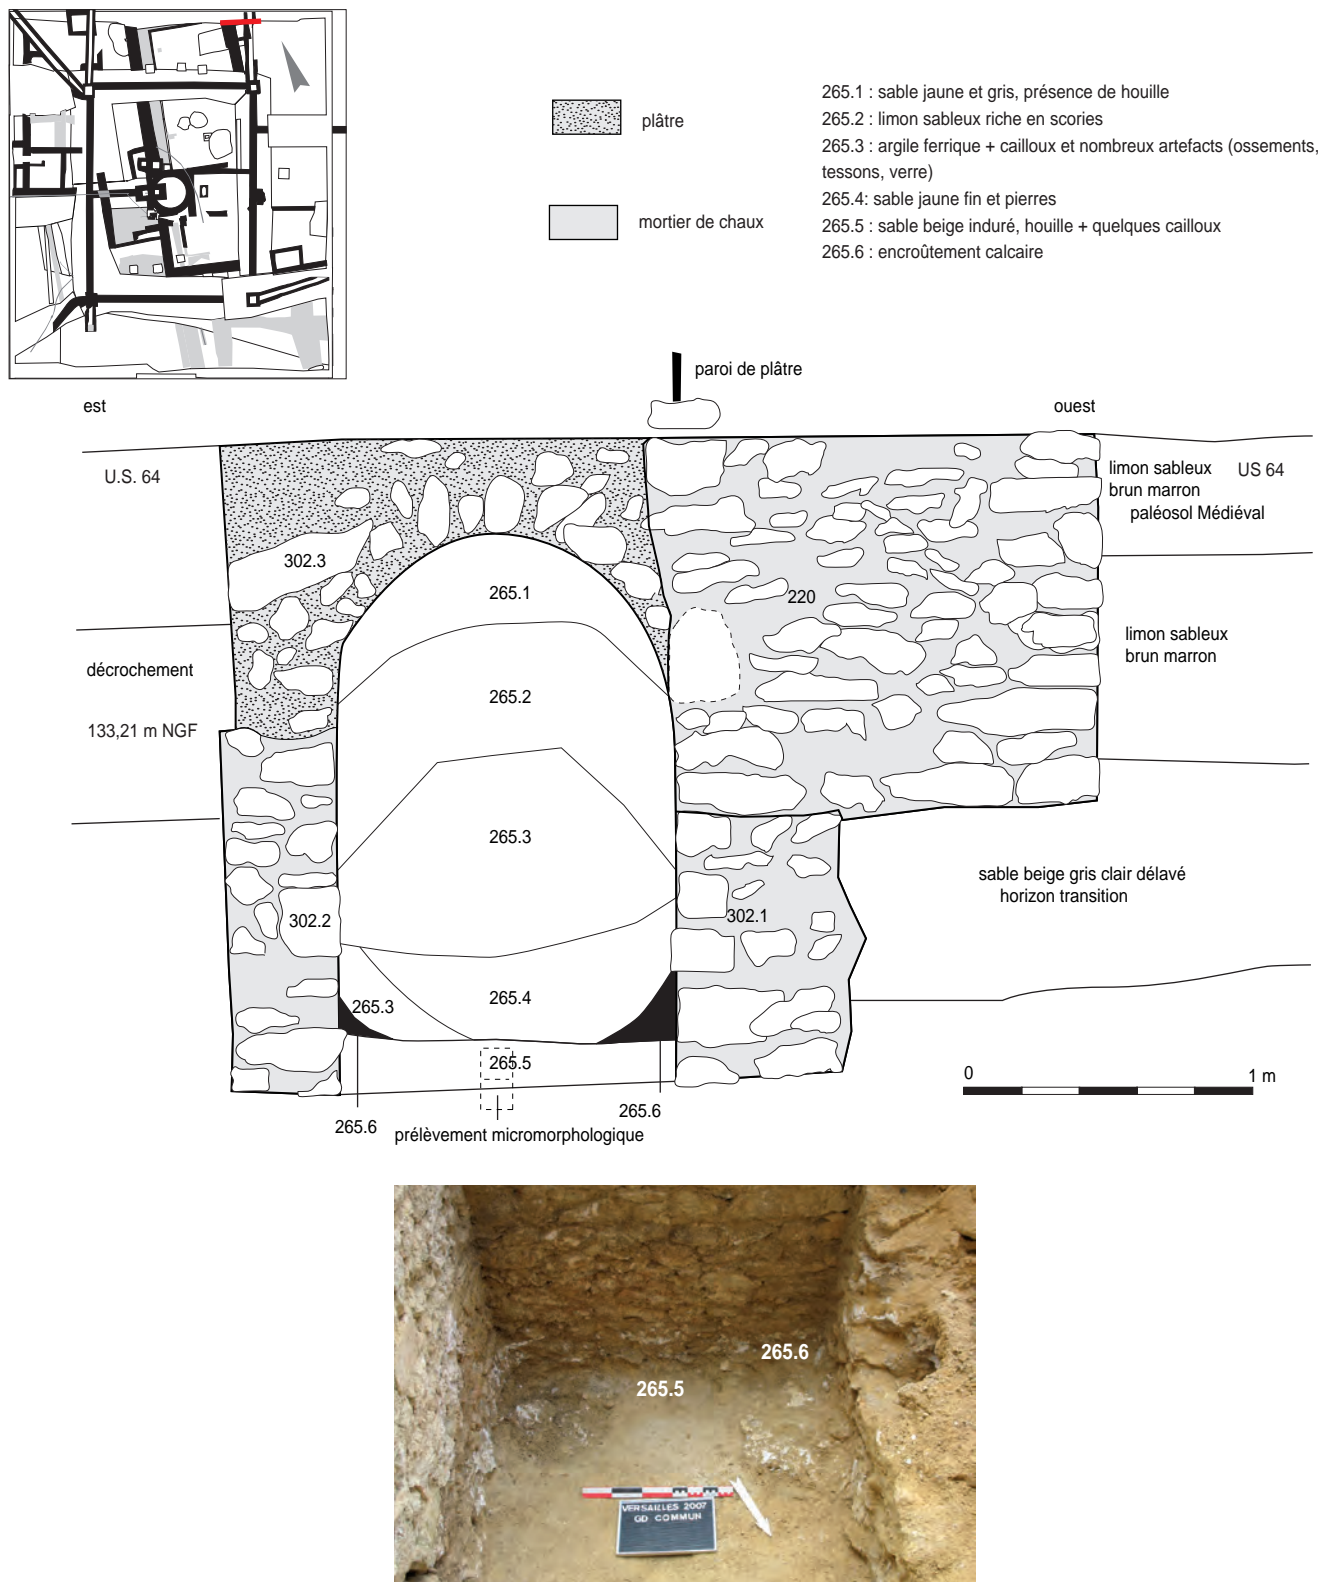 plâtre
mortier de chaux
265.1 : sable jaune et gris, présence de houille
265.2 : limon sableux riche en scories
265.3 : argile ferrique + cailloux et nombreux artefacts (ossements,
tessons, verre)
265.4: sable jaune fin et pierres
265.5 : sable beige induré, houille + quelques cailloux
265.6 : encroûtement calcaire
paroi de plâtre
est
ouest
U.S. 64
limon sableux
brun marron
US 64
paléosol Médiéval
302.3
265.1
220
limon sableux
brun marron
décrochement
265.2
133,21 m NGF
265.3
sable beige gris clair délavé
horizon transition
302.2
302.1
265.3
265.4
265.5
0
1 m
265.6
265.6
prélèvement micromorphologique
265.6
265.5
VERSAILLES 2007
GD COMMUN